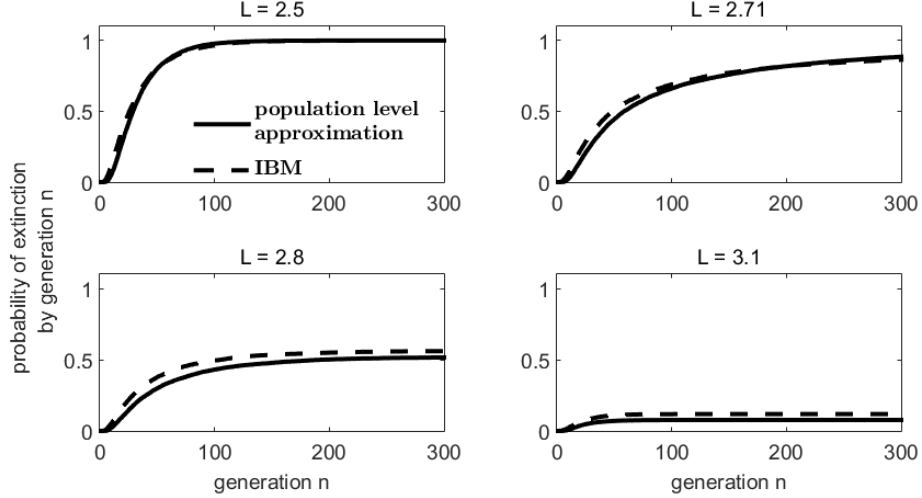 L = 2.5
1
0.5
0
0
100
200
300
population level
approximation
IBM
L = 2.71
1
0.5
0
0
100
200
300
probability of extinction
by generation n
L = 2.8
1
0.5
0
0
100
200
300
generation n
L = 3.1
1
0.5
0
0
100
200
300
generation n